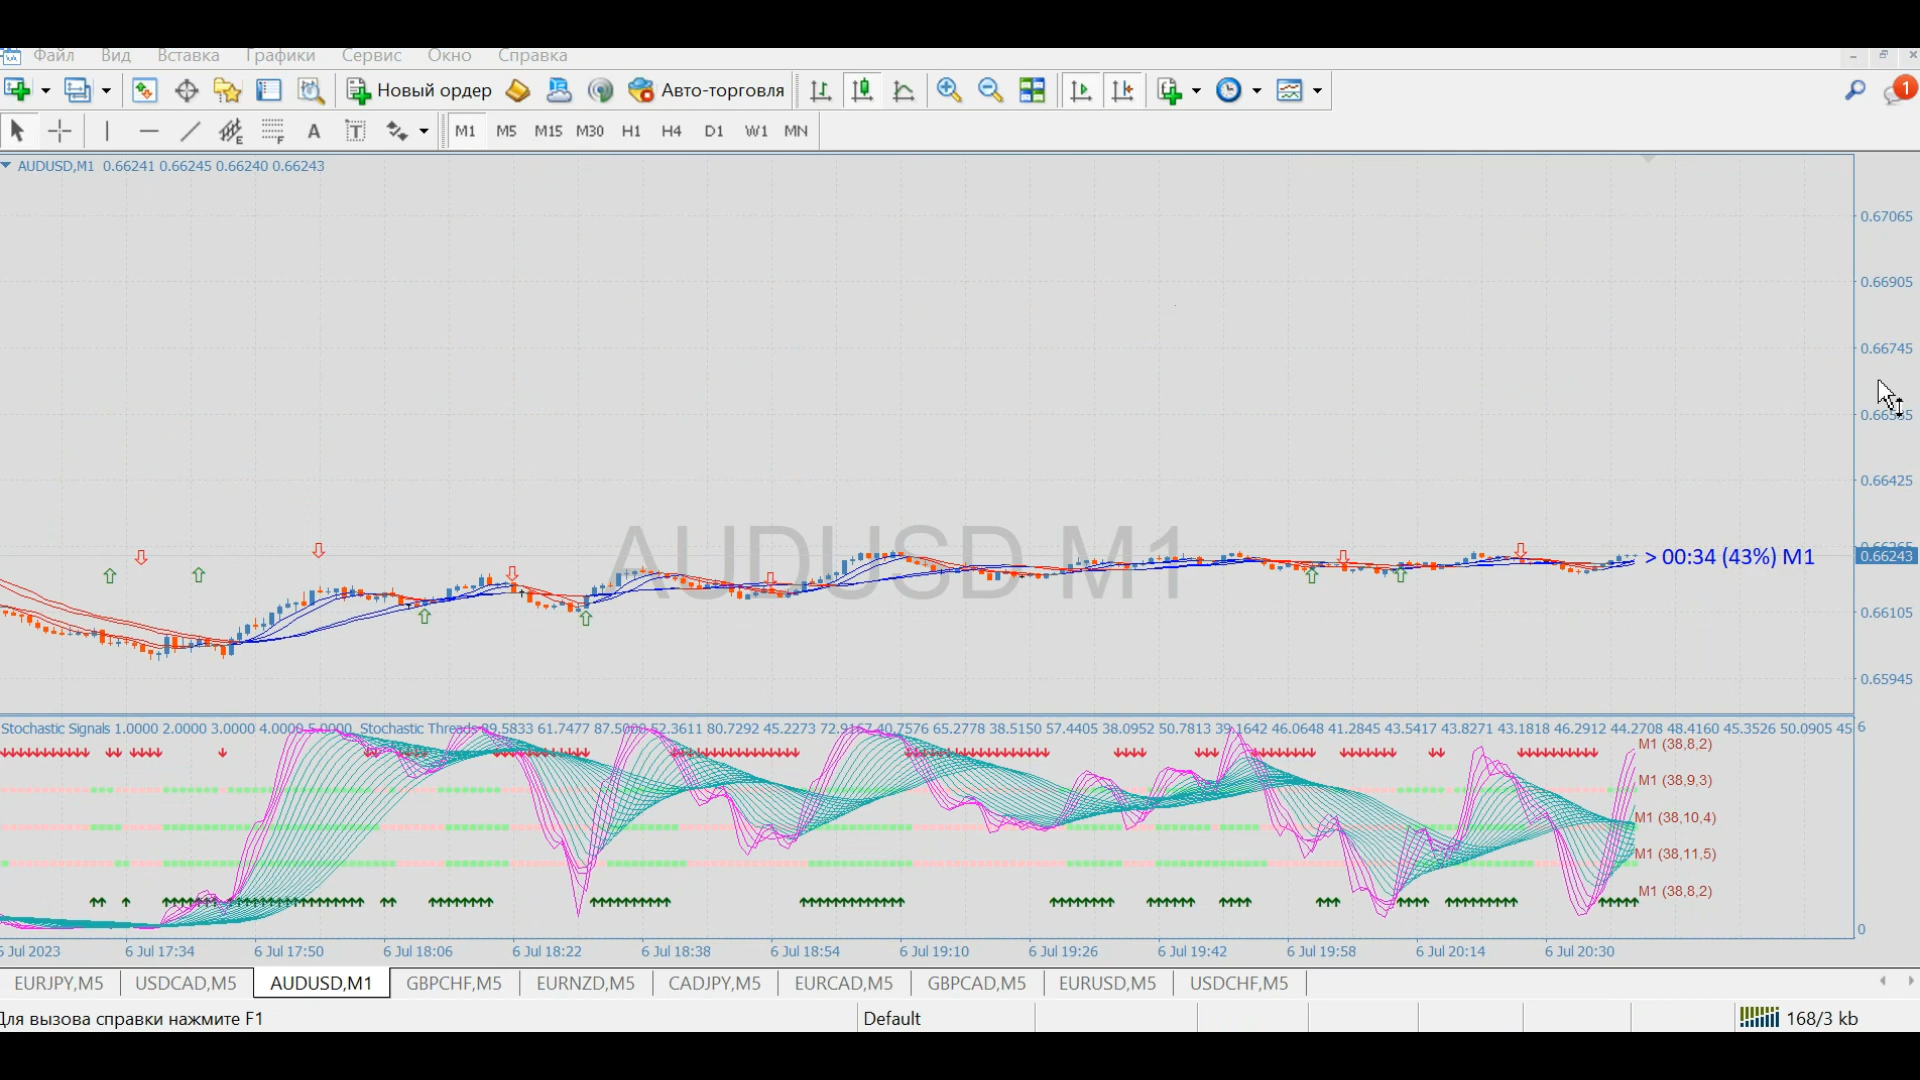 Файл Вид Вставка Графики Сервис Окно Справка
Новый ордер Авто-торговля 1
A T M1 M5 M15 M30 H1 H4 D1 W1 MN
AUDUSD,M1 0.66241 0.66245 0.66240 0.66243
0.67065
0.66905
0.66745
0.66425
AUDUSD M1
> 00:34 (43%) M1
0.66243
0.66105
0.65945
Stochastic Signals 1.0000 2.0000 3.0000 4.0000 5.0000 Stochastic Threads 89.5833 61.7477 87.5000 52.3611 80.7292 45.2273 72.9167 40.7576 65.2778 38.5150 57.4405 38.0952 50.7813 39.1642 46.0648 41.2845 43.5417 43.8271 43.1818 46.2912 44.2708 48.4160 45.3526 50.0905 45 6
M1 (38,8,2)
M1 (38,9,3)
M1 (38,10,4)
M1 (38,11,5)
M1 (38,8,2)
0
Jul 2023 6 Jul 17:34 6 Jul 17:50 6 Jul 18:06 6 Jul 18:22 6 Jul 18:38 6 Jul 18:54 6 Jul 19:10 6 Jul 19:26 6 Jul 19:42 6 Jul 19:58 6 Jul 20:14 6 Jul 20:30
EURJPY,M5 USDCAD,M5 AUDUSD,M1 GBPCHF,M5 EURNZD,M5 CADJPY,M5 EURCAD,M5 GBPCAD,M5 EURUSD,M5 USDCHF,M5
Для вызова справки нажмите F1 Default 168/3 kb